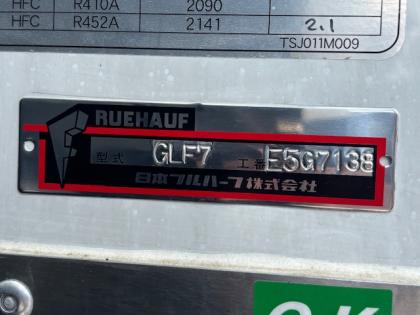 HFC R410A 2090
HFC R452A 2141 2.1
TSJ011M009
FRUEHAUF
型式 GLF7 工番 E5G7138
日本フルハーフ株式会社
OK